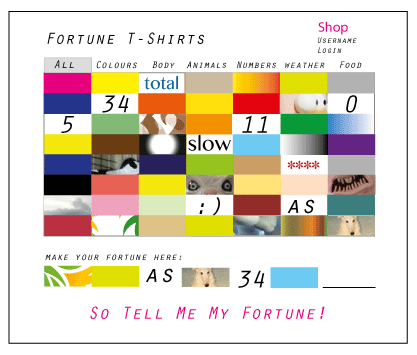 Shop
Fortune T-Shirts
Username
Login
All Colours Body Animals Numbers weather Food
total
34 0
5 11
slow
****
:) AS
Make your fortune here:
AS 34
So Tell Me My Fortune!